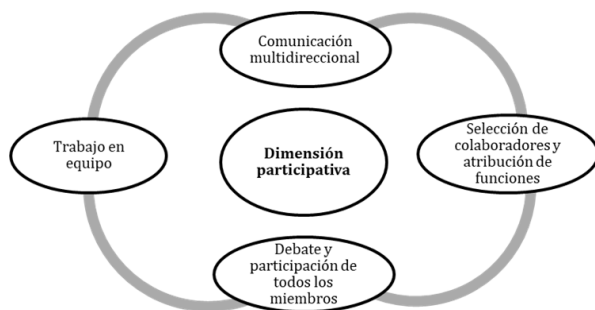 Comunicación
multidireccional
Trabajo en
equipo
Dimensión
participativa
Selección de
colaboradores y
atribución de
funciones
Debate y
participación de
todos los
miembros